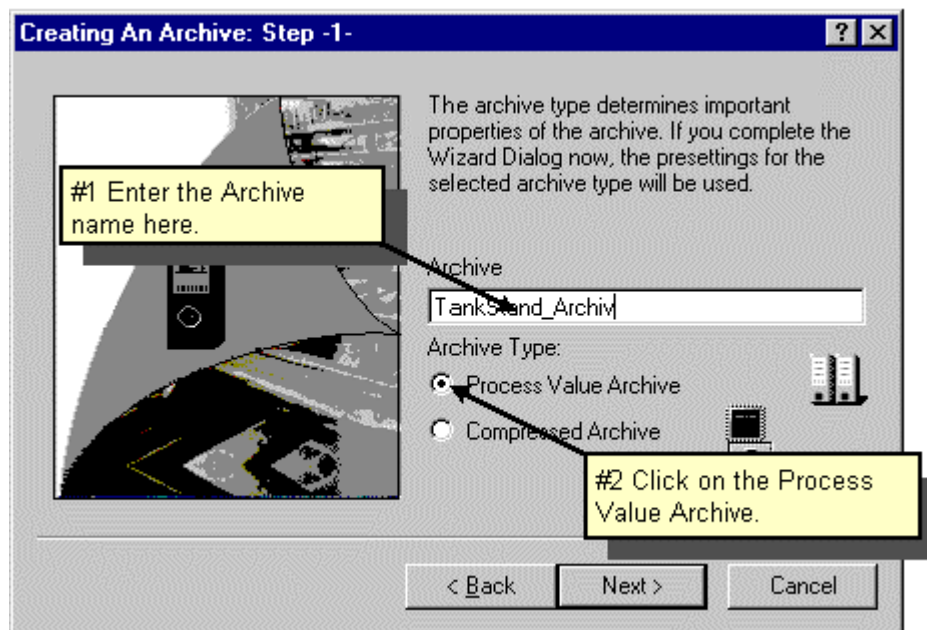 Creating An Archive: Step -1-
The archive type determines important
properties of the archive. If you complete the
Wizard Dialog now, the presettings for the
selected archive type will be used.
#1 Enter the Archive
name here.
Archive
TankStand_Archiv
Archive Type:
Process Value Archive
Compressed Archive
#2 Click on the Process
Value Archive.
< Back
Next >
Cancel